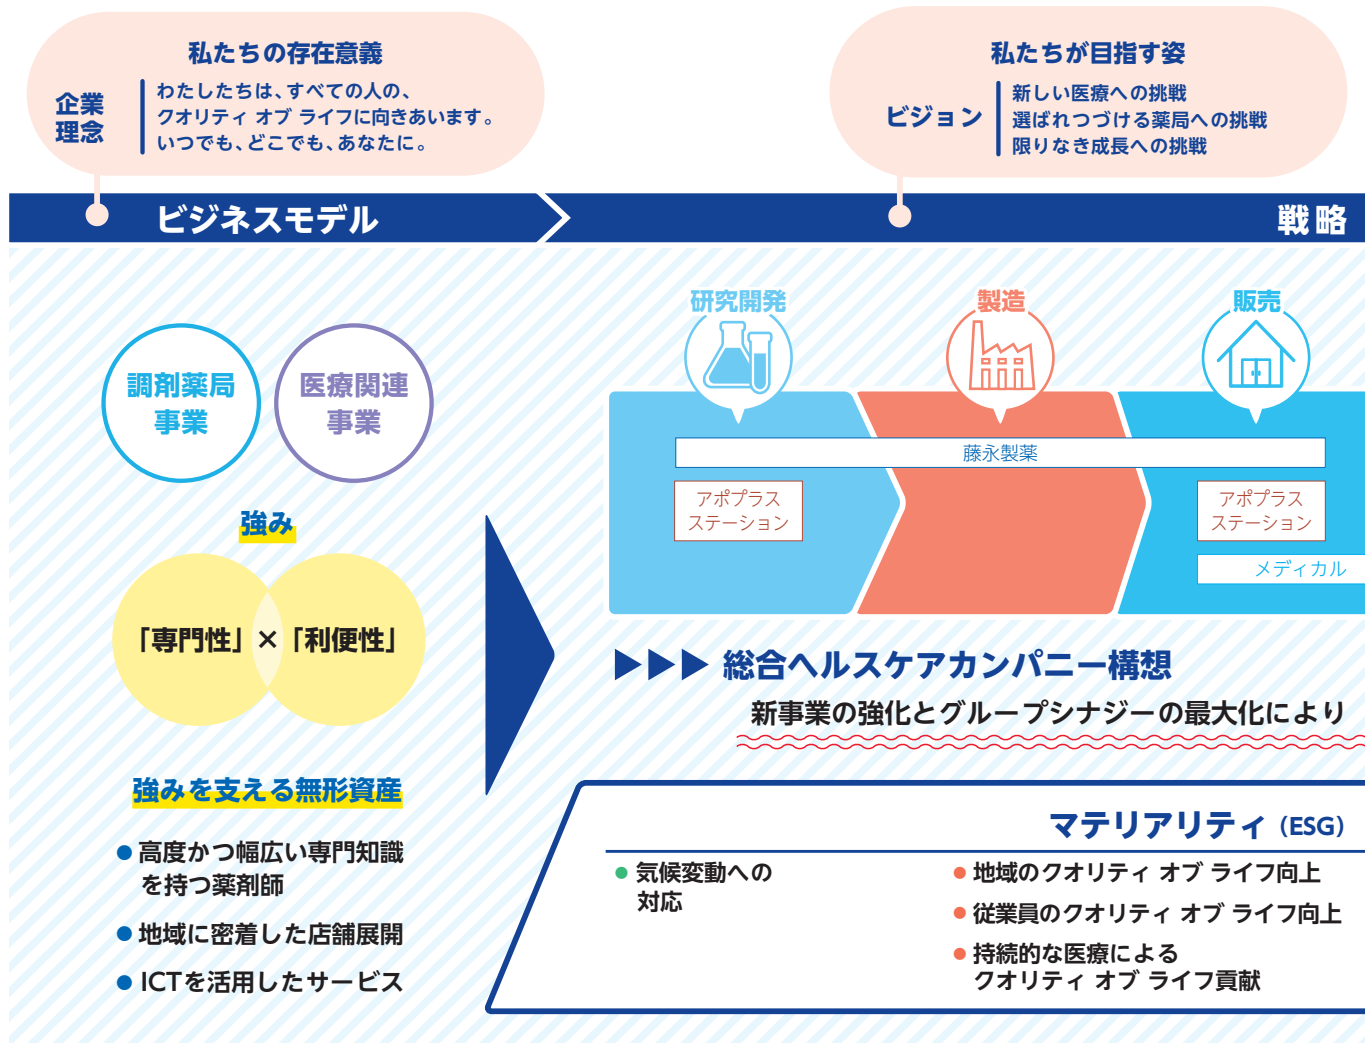 私たちの存在意義
企業
理念
わたしたちは、すべての人の、
クオリティ オブ ライフに向きあいます。
いつでも、どこでも、あなたに。
私たちが目指す姿
ビジョン
新しい医療への挑戦
選ばれつづける薬局への挑戦
限りなき成長への挑戦
ビジネスモデル
戦略
調剤薬局
事業
医療関連
事業
強み
「専門性」×「利便性」
強みを支える無形資産
● 高度かつ幅広い専門知識
を持つ薬剤師
● 地域に密着した店舗展開
● ICTを活用したサービス
研究開発
製造
販売
藤永製薬
アポプラス
ステーション
アポプラス
ステーション
メディカル
▶▶▶ 総合ヘルスケアカンパニー構想
新事業の強化とグループシナジーの最大化により
マテリアリティ（ESG）
● 気候変動への
対応
● 地域のクオリティ オブ ライフ向上
● 従業員のクオリティ オブ ライフ向上
● 持続的な医療による
クオリティ オブ ライフ貢献